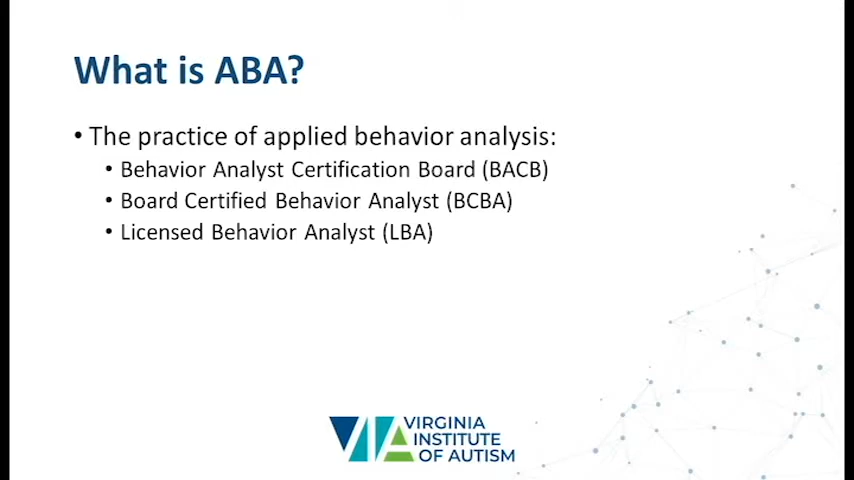 What is ABA?
• The practice of applied behavior analysis:
• Behavior Analyst Certification Board (BACB)
• Board Certified Behavior Analyst (BCBA)
• Licensed Behavior Analyst (LBA)
VIA VIRGINIA
INSTITUTE
OF AUTISM